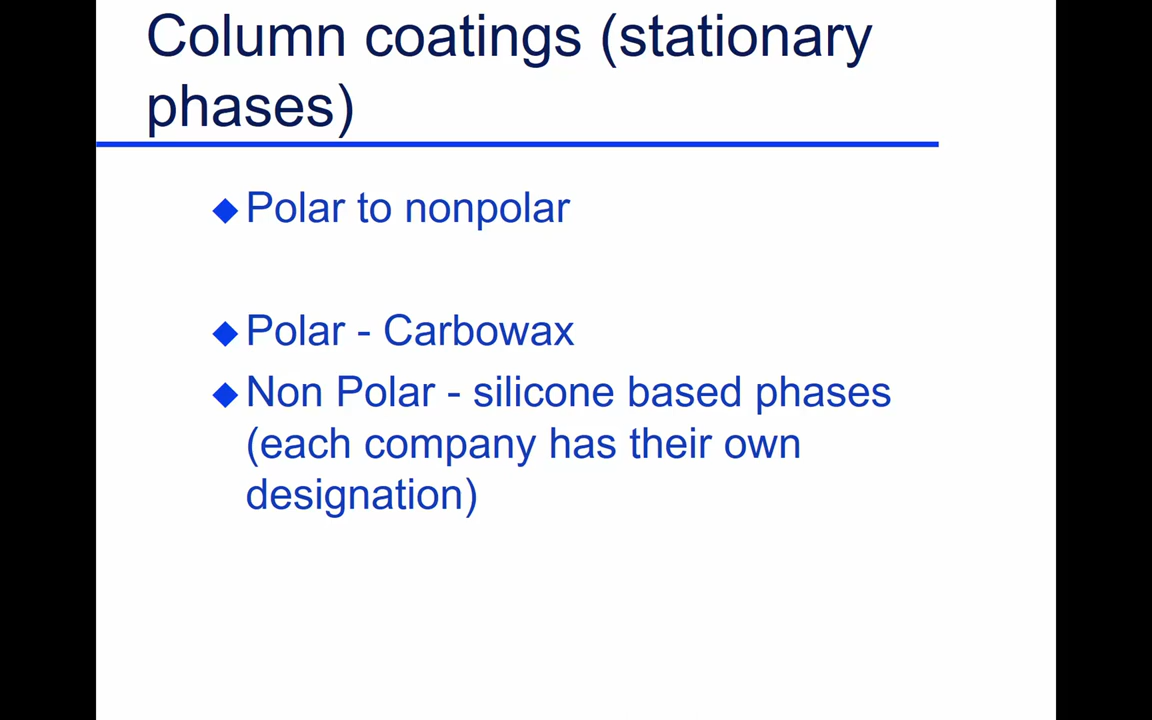 Column coatings (stationary
phases)
Polar to nonpolar
Polar - Carbowax
Non Polar - silicone based phases
(each company has their own
designation)